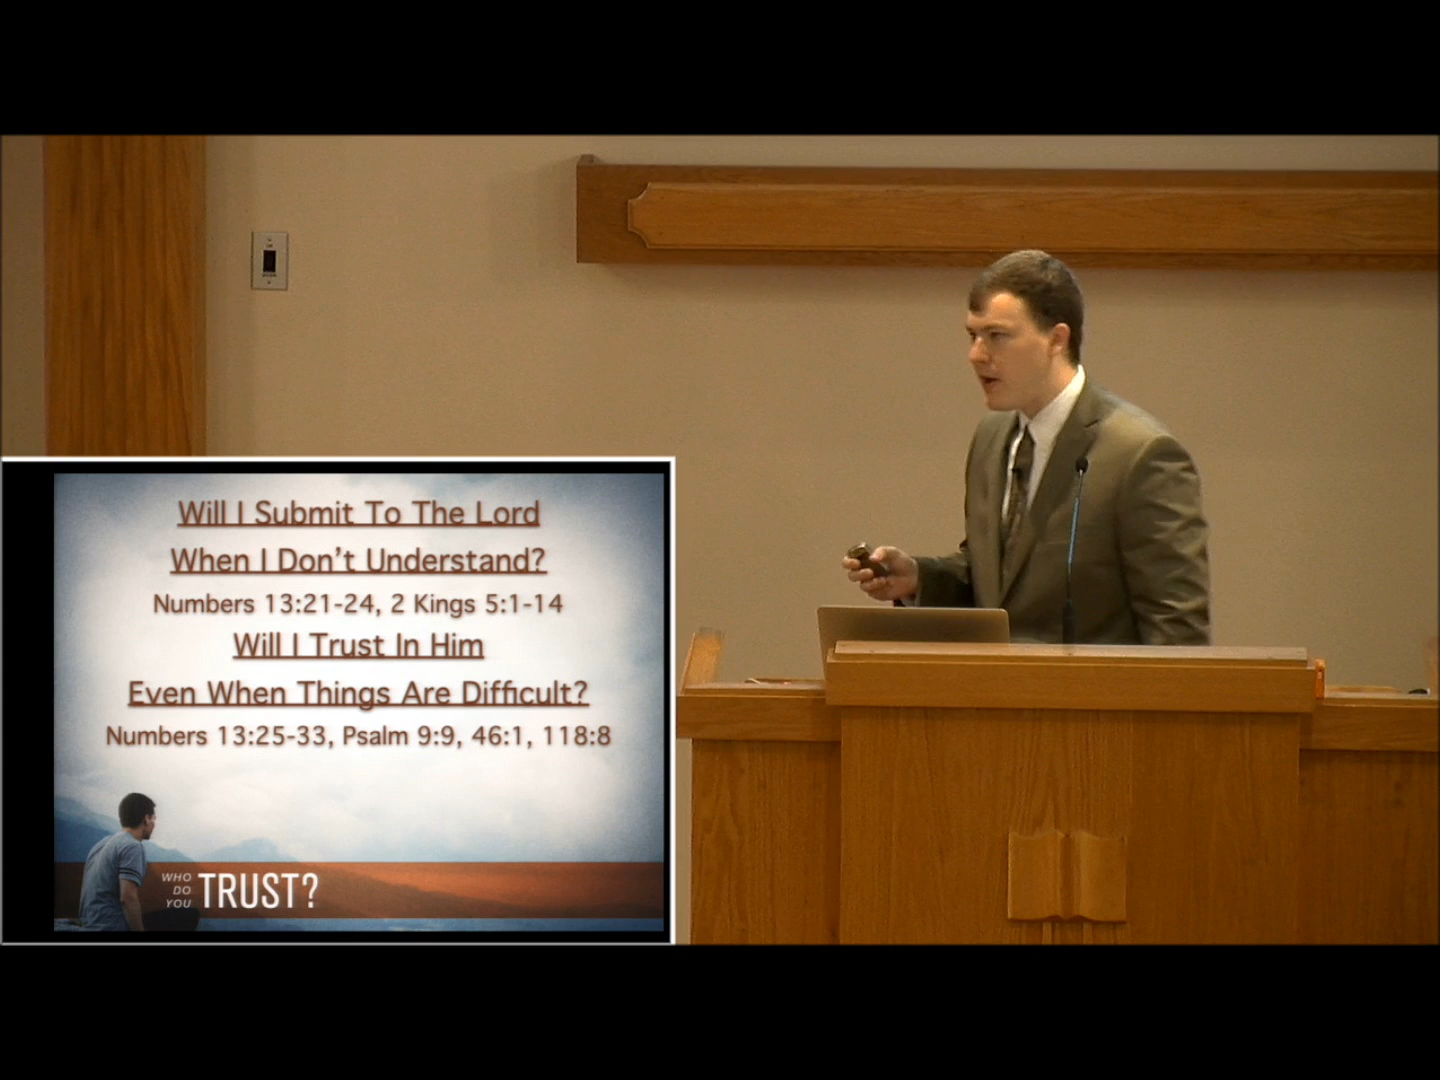 Will I Submit To The Lord
When I Don't Understand?
Numbers 13:21-24, 2 Kings 5:1-14
Will I Trust In Him
Even When Things Are Difficult?
Numbers 13:25-33, Psalm 9:9, 46:1, 118:8
WHO
DO
YOU
TRUST?